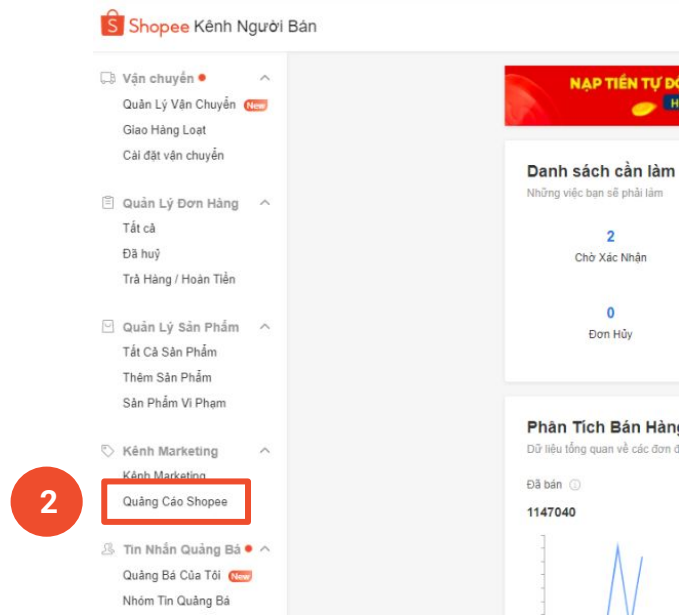 Shopee Kênh Người Bán
Vận chuyển
Quản Lý Vận Chuyển New
Giao Hàng Loạt
Cài đặt vận chuyển
Quản Lý Đơn Hàng
Tất cả
Đã huỷ
Trả Hàng / Hoàn Tiền
Quản Lý Sản Phẩm
Tất Cả Sản Phẩm
Thêm Sản Phẩm
Sản Phẩm Vi Phạm
Kênh Marketing
Kênh Marketing
2
Quảng Cáo Shopee
Tin Nhắn Quảng Bá
Quảng Bá Của Tôi New
Nhóm Tin Quảng Bá
NẠP TIỀN TỰ ĐỘ
H
Danh sách cần làm
Những việc bạn sẽ phải làm
2
Chờ Xác Nhận
0
Đơn Hủy
Phân Tích Bán Hàng
Dữ liệu tổng quan về các đơn đ
Đã bán
1147040